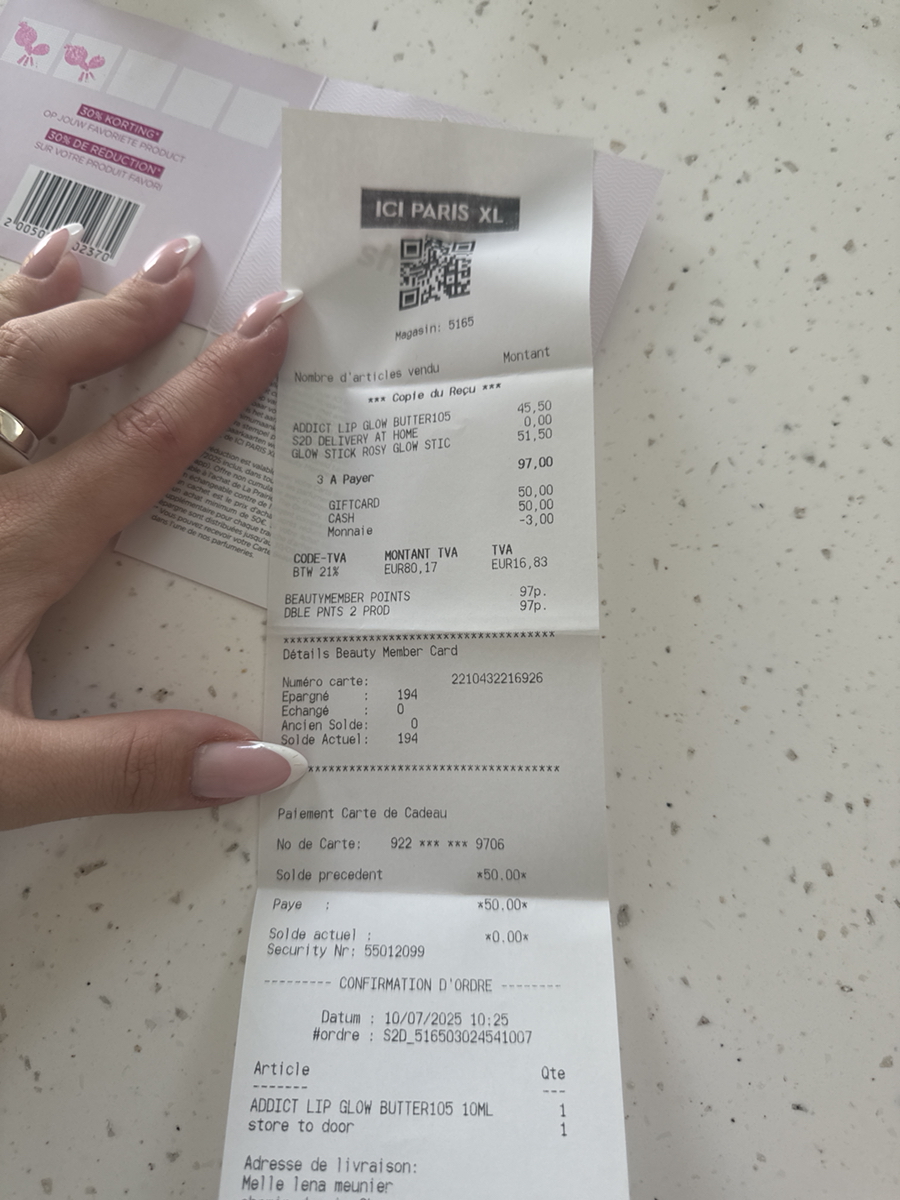 30% KORTING*
OP JOUW FAVORIETE PRODUCT
30% DE RÉDUCTION*
SUR VOTRE PRODUIT FAVORI
2 0050 02370
ICI PARIS XL
Magasin: 5165
Nombre d'articles vendu Montant
*** Copie du Reçu ***
ADDICT LIP GLOW BUTTER105 45,50
S2D DELIVERY AT HOME 0,00
GLOW STICK ROSY GLOW STIC 51,50
3 A Payer 97,00
GIFTCARD 50,00
CASH 50,00
Monnaie -3,00
CODE-TVA MONTANT TVA TVA
BTW 21% EUR80,17 EUR16,83
BEAUTYMEMBER POINTS 97p.
DBLE PNTS 2 PROD 97p.
***************************************
Détails Beauty Member Card
Numéro carte: 2210432216926
Epargné : 194
Echangé : 0
Ancien Solde: 0
Solde Actuel: 194
************************************
Paiement Carte de Cadeau
No de Carte: 922 *** *** 9706
Solde precedent *50.00*
Paye : *50.00*
Solde actuel : *0.00*
Security Nr: 55012099
--------- CONFIRMATION D'ORDRE --------
Datum : 10/07/2025 10:25
#ordre : S2D_516503024541007
Article Qte
------- ---
ADDICT LIP GLOW BUTTER105 10ML 1
store to door 1
Adresse de livraison:
Melle lena meunier